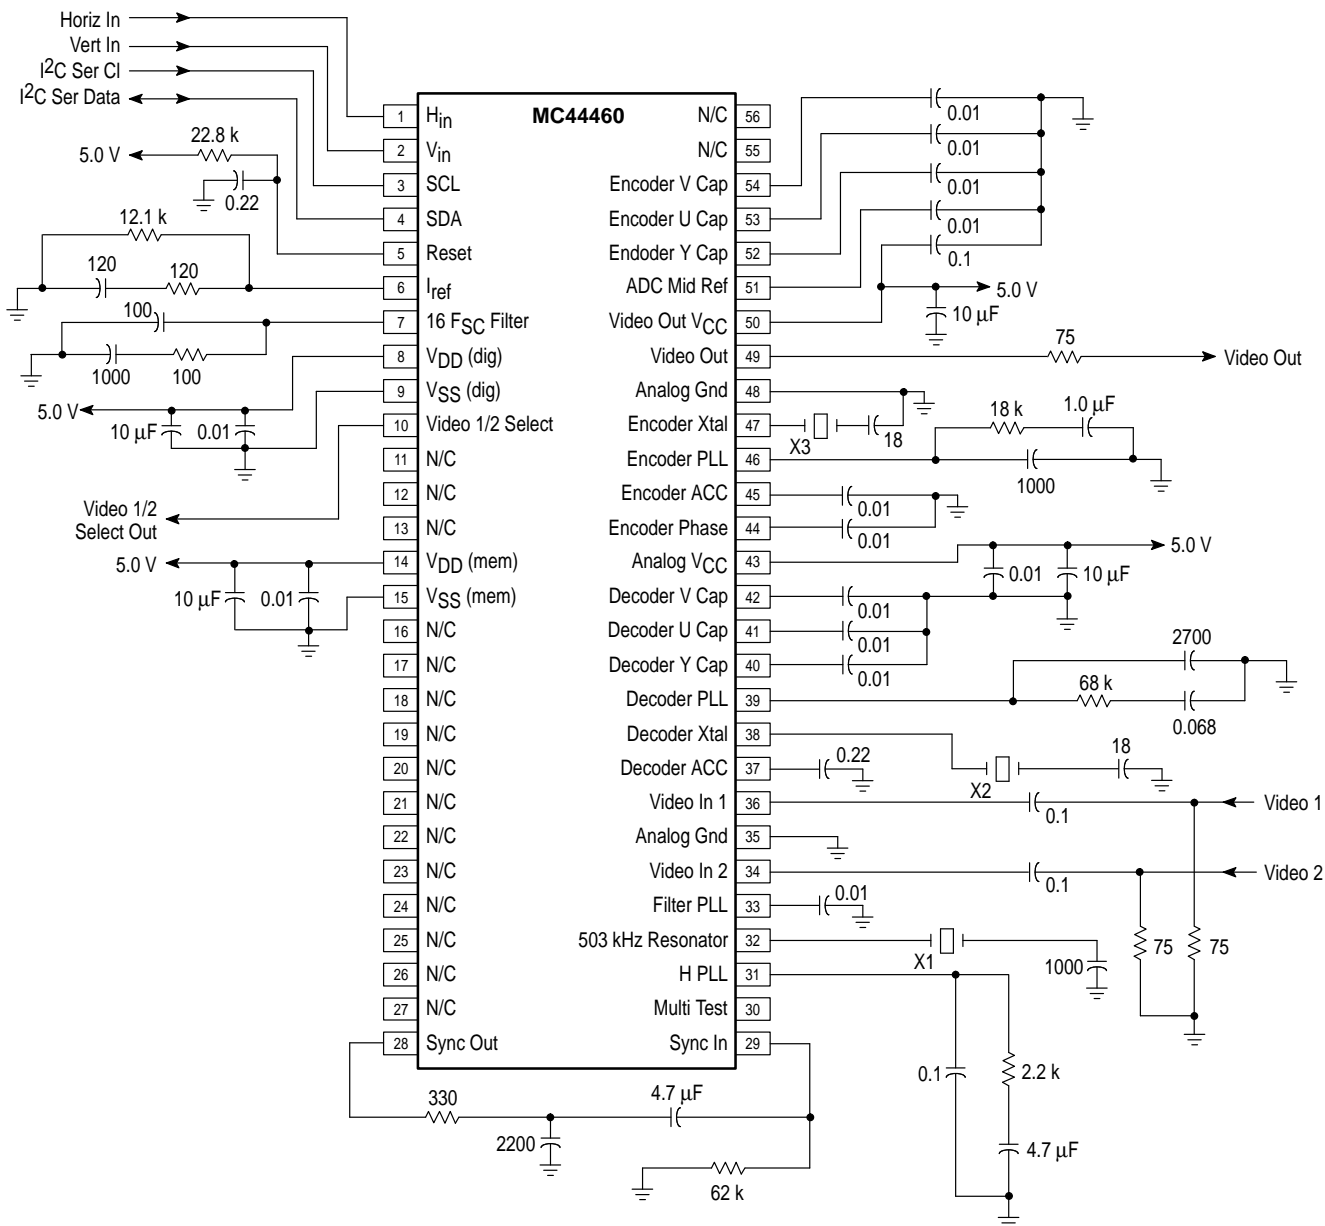 Horiz In
Vert In
I2C Ser Cl
I2C Ser Data
5.0 V
22.8 k
0.22
12.1 k
120
120
100
1000
100
5.0 V
10 μF
0.01
Video 1/2
Select Out
5.0 V
10 μF
0.01
MC44460
1 Hin
2 Vin
3 SCL
4 SDA
5 Reset
6 Iref
7 16 FSC Filter
8 VDD (dig)
9 VSS (dig)
10 Video 1/2 Select
11 N/C
12 N/C
13 N/C
14 VDD (mem)
15 VSS (mem)
16 N/C
17 N/C
18 N/C
19 N/C
20 N/C
21 N/C
22 N/C
23 N/C
24 N/C
25 N/C
26 N/C
27 N/C
28 Sync Out
N/C 56
N/C 55
Encoder V Cap 54
Encoder U Cap 53
Endoder Y Cap 52
ADC Mid Ref 51
Video Out VCC 50
Video Out 49
Analog Gnd 48
Encoder Xtal 47
Encoder PLL 46
Encoder ACC 45
Encoder Phase 44
Analog VCC 43
Decoder V Cap 42
Decoder U Cap 41
Decoder Y Cap 40
Decoder PLL 39
Decoder Xtal 38
Decoder ACC 37
Video In 1 36
Analog Gnd 35
Video In 2 34
Filter PLL 33
503 kHz Resonator 32
H PLL 31
Multi Test 30
Sync In 29
0.01
0.01
0.01
0.01
0.1
5.0 V
10 μF
75
Video Out
X3
18
18 k
1.0 μF
1000
0.01
0.01
5.0 V
0.01
10 μF
0.01
0.01
0.01
2700
68 k
0.068
X2
18
0.22
0.1
Video 1
0.1
Video 2
0.01
75
75
X1
1000
0.1
2.2 k
4.7 μF
330
2200
4.7 μF
62 k